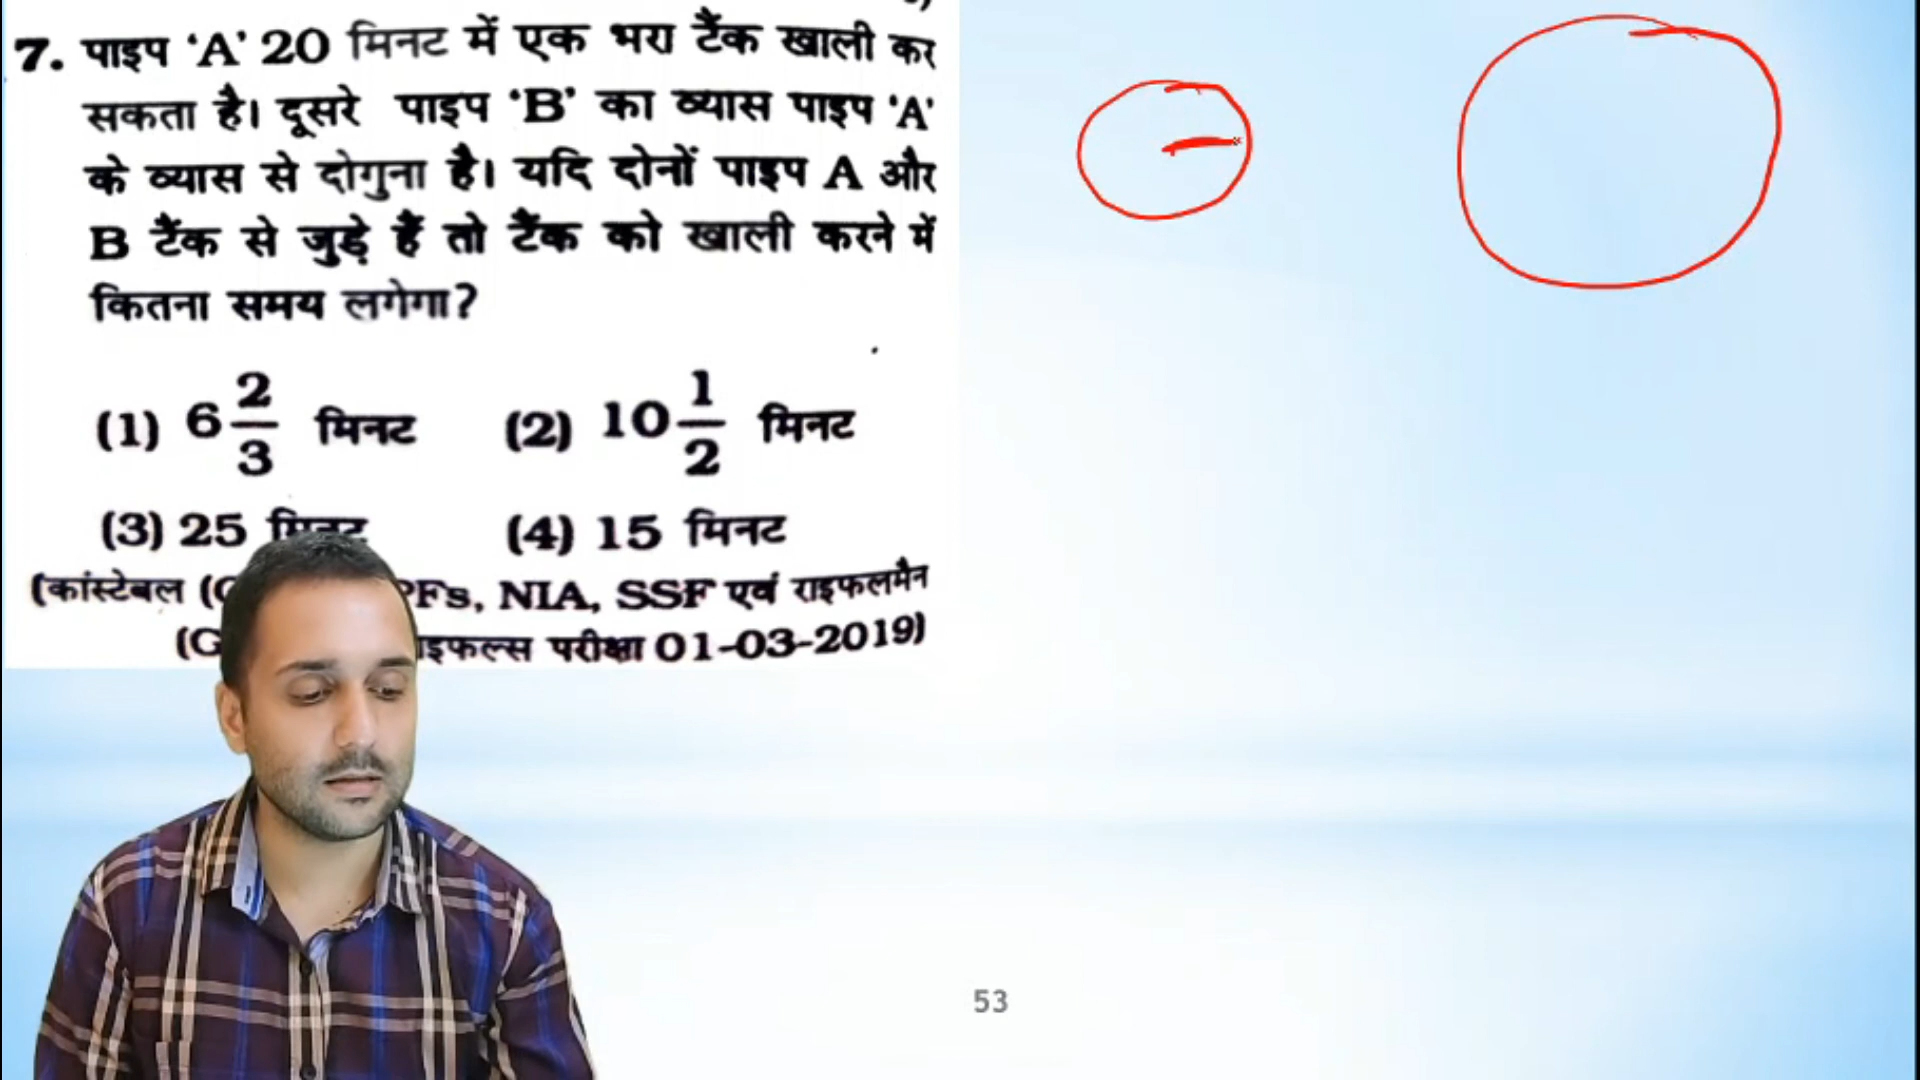 7. पाइप ‘A’ 20 मिनट में एक भरा टैंक खाली कर
सकता है। दूसरे पाइप ‘B’ का व्यास पाइप ‘A’
के व्यास से दोगुना है। यदि दोनों पाइप A और
B टैंक से जुड़े हैं तो टैंक को खाली करने में
कितना समय लगेगा?
(1) 6 2/3 मिनट (2) 10 1/2 मिनट
(3) 25 मिनट (4) 15 मिनट
(कांस्टेबल PFs, NIA, SSF एवं राइफलमैन
परीक्षा 01-03-2019)
53